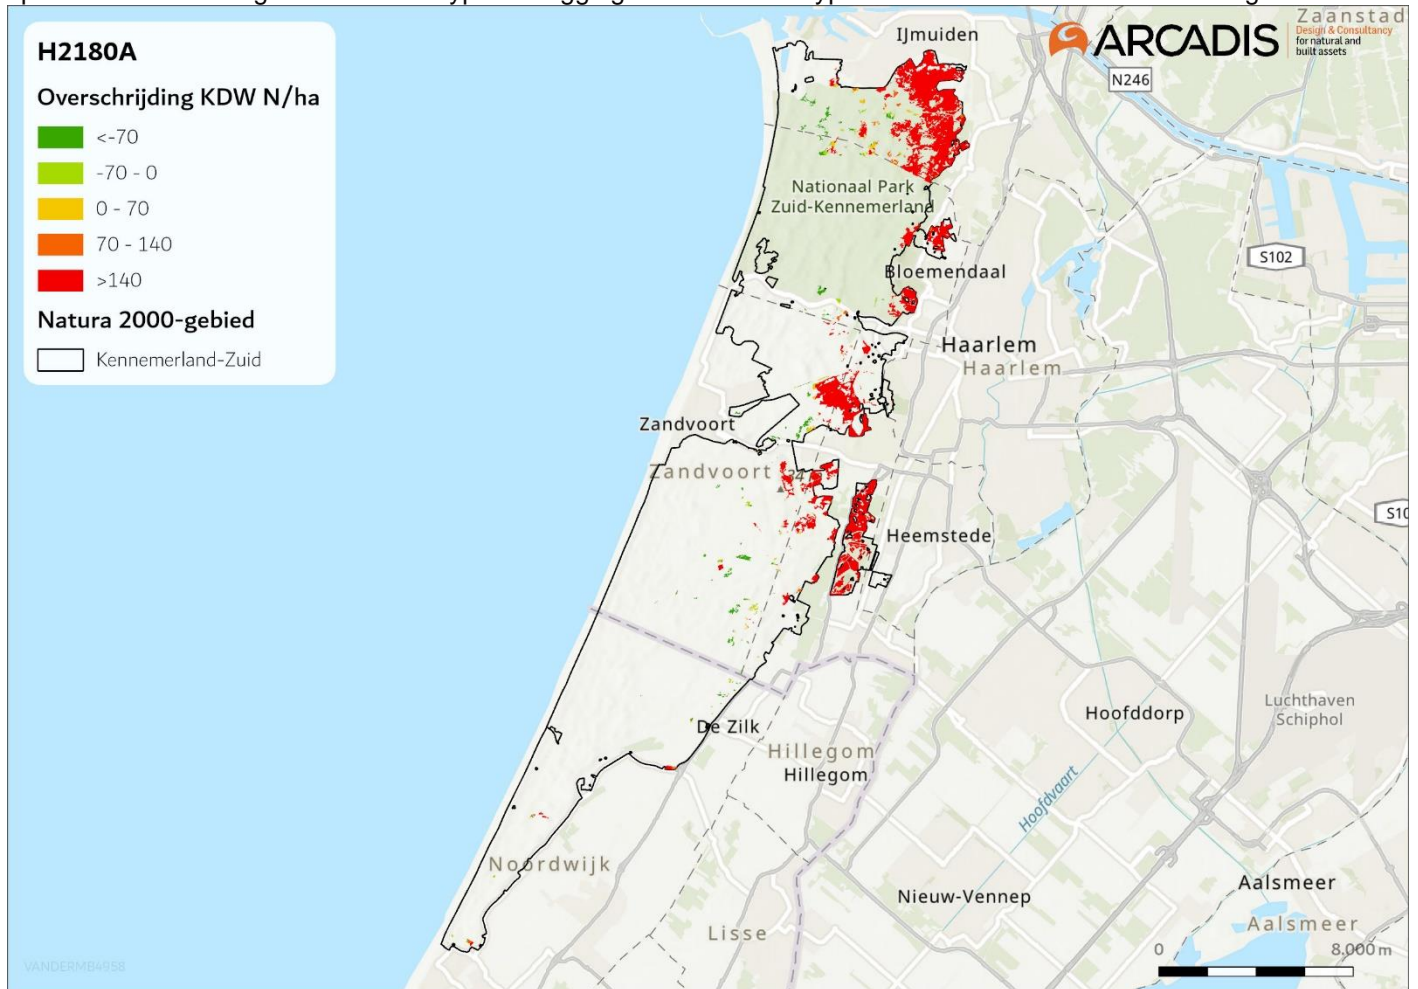 H2180A
Overschrijding KDW N/ha
<-70
-70 - 0
0 - 70
70 - 140
>140
Natura 2000-gebied
Kennemerland-Zuid
IJmuiden
Zaanstad
ARCADIS
Design & Consultancy
for natural and
built assets
N246
Nationaal Park
Zuid-Kennemerland
S102
Bloemendaal
Haarlem
Haarlem
Zandvoort
Zandvoort
Heemstede
De Zilk
Hillegom
Hillegom
Hoofddorp
Luchthaven
Schiphol
Hoofdvaart
Noordwijk
Nieuw-Vennep
Aalsmeer
Aalsmeer
Lisse
0
8.000 m
VANDERMB4958